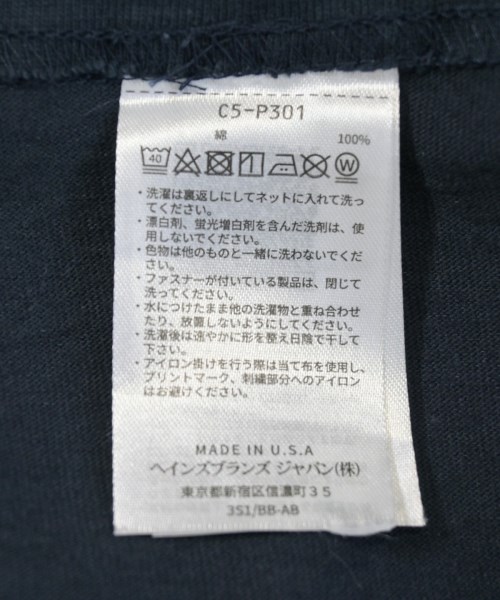 C5-P301
綿 100%
40
W
・洗濯は裏返しにしてネットに入れて洗っ
てください。
・漂白剤、蛍光増白剤を含んだ洗剤は、使
用しないでください。
・色物は他のものと一緒に洗わないでくだ
さい。
・ファスナーが付いている製品は、閉じて
洗ってください。
・水につけたまま他の洗濯物と重ね合わせ
たり、放置しないようにしてください。
・洗濯後は速やかに形を整え日陰で干して
下さい。
・アイロン掛けを行う際は当て布を使用し、
プリントマーク、刺繍部分へのアイロン
はお避けください。
MADE IN U.S.A
ヘインズブランズ ジャパン(株)
東京都新宿区信濃町35
3S1/BB-AB